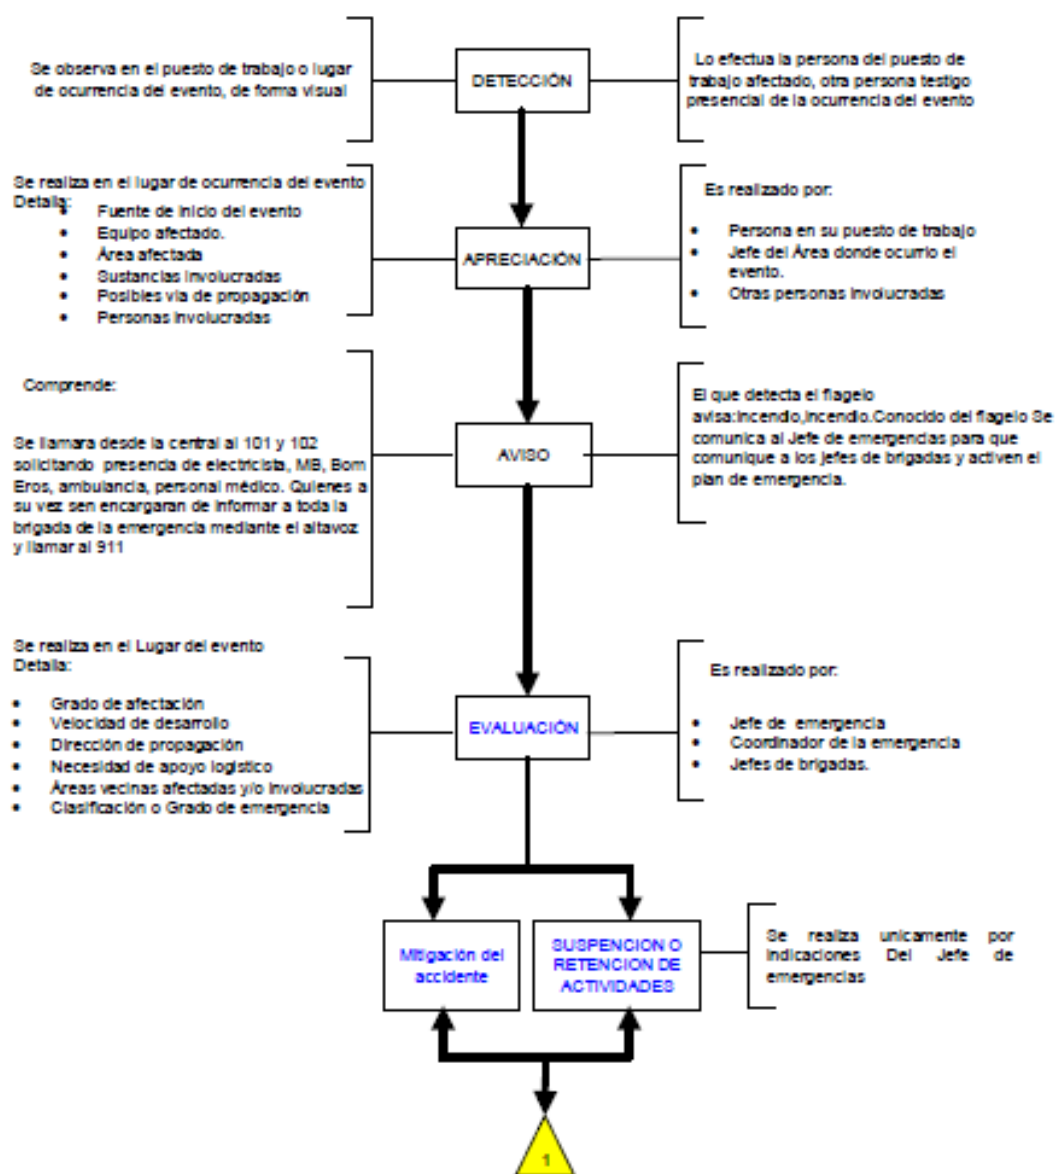 Se observa en el puesto de trabajo o lugar
de ocurrencia del evento, de forma visual
DETECCIÓN
Lo efectua la persona del puesto de
trabajo afectado, otra persona testigo
presencial de la ocurrencia del evento
Se realiza en el lugar de ocurrencia del evento
Detalla:
• Fuente de inicio del evento
• Equipo afectado.
• Área afectada
• Sustancias involucradas
• Posibles via de propagación
• Personas involucradas
APRECIACIÓN
Es realizado por:
• Persona en su puesto de trabajo
• Jefe del Área donde ocurrio el
evento.
• Otras personas involucradas
Comprende:
Se llamara desde la central al 101 y 102
solicitando presencia de electricista, MB, Bom
Eros, ambulancia, personal médico. Quienes a
su vez sen encargaran de informar a toda la
brigada de la emergencia mediante el altavoz
y llamar al 911
AVISO
El que detecta el flagelo
avisa:Incendio,Incendio.Conocido del flagelo Se
comunica al Jefe de emergencias para que
comunique a los jefes de brigadas y activen el
plan de emergencia.
Se realiza en el Lugar del evento
Detalla:
• Grado de afectación
• Velocidad de desarrollo
• Dirección de propagación
• Necesidad de apoyo logistico
• Áreas vecinas afectadas y/o involucradas
• Clasificación o Grado de emergencia
EVALUACIÓN
Es realizado por:
• Jefe de emergencia
• Coordinador de la emergencia
• Jefes de brigadas.
Mitigación del
accidente
SUSPENCION O
RETENCION DE
ACTIVIDADES
Se realiza unicamente por
indicaciones Del Jefe de
emergencias
1